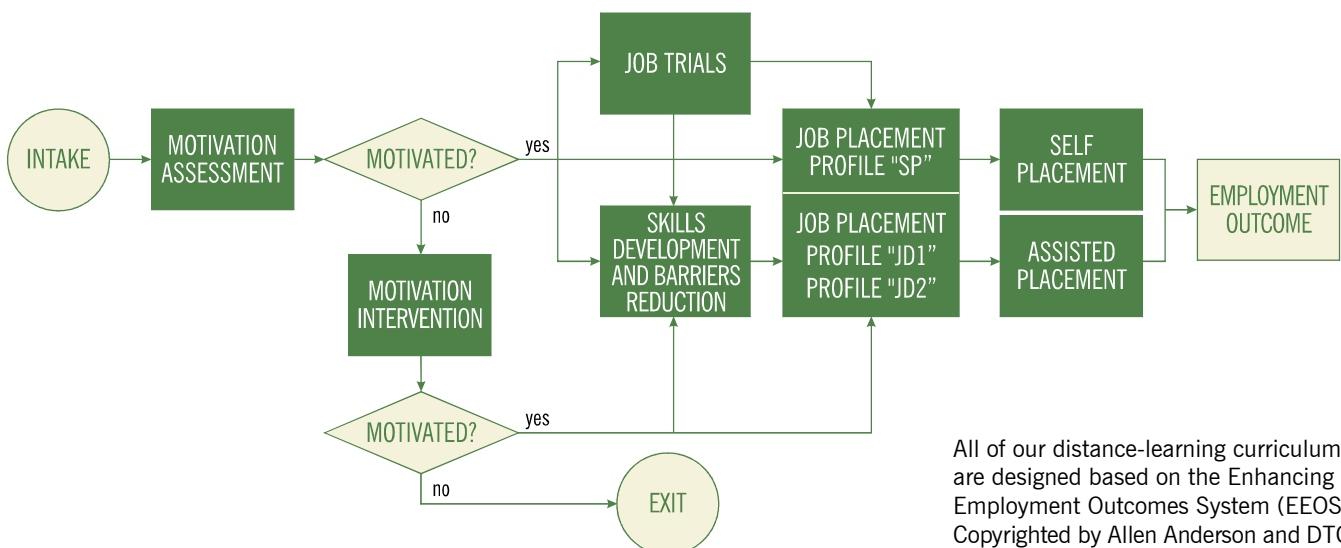 INTAKE
MOTIVATION
ASSESSMENT
MOTIVATED?
yes
no
JOB TRIALS
JOB PLACEMENT
PROFILE "SP”
SELF
PLACEMENT
EMPLOYMENT
OUTCOME
MOTIVATION
INTERVENTION
SKILLS
DEVELOPMENT
AND BARRIERS
REDUCTION
JOB PLACEMENT
PROFILE "JD1”
PROFILE "JD2”
ASSISTED
PLACEMENT
MOTIVATED?
yes
no
EXIT
All of our distance-learning curriculum
are designed based on the Enhancing
Employment Outcomes System (EEOS
Copyrighted by Allen Anderson and